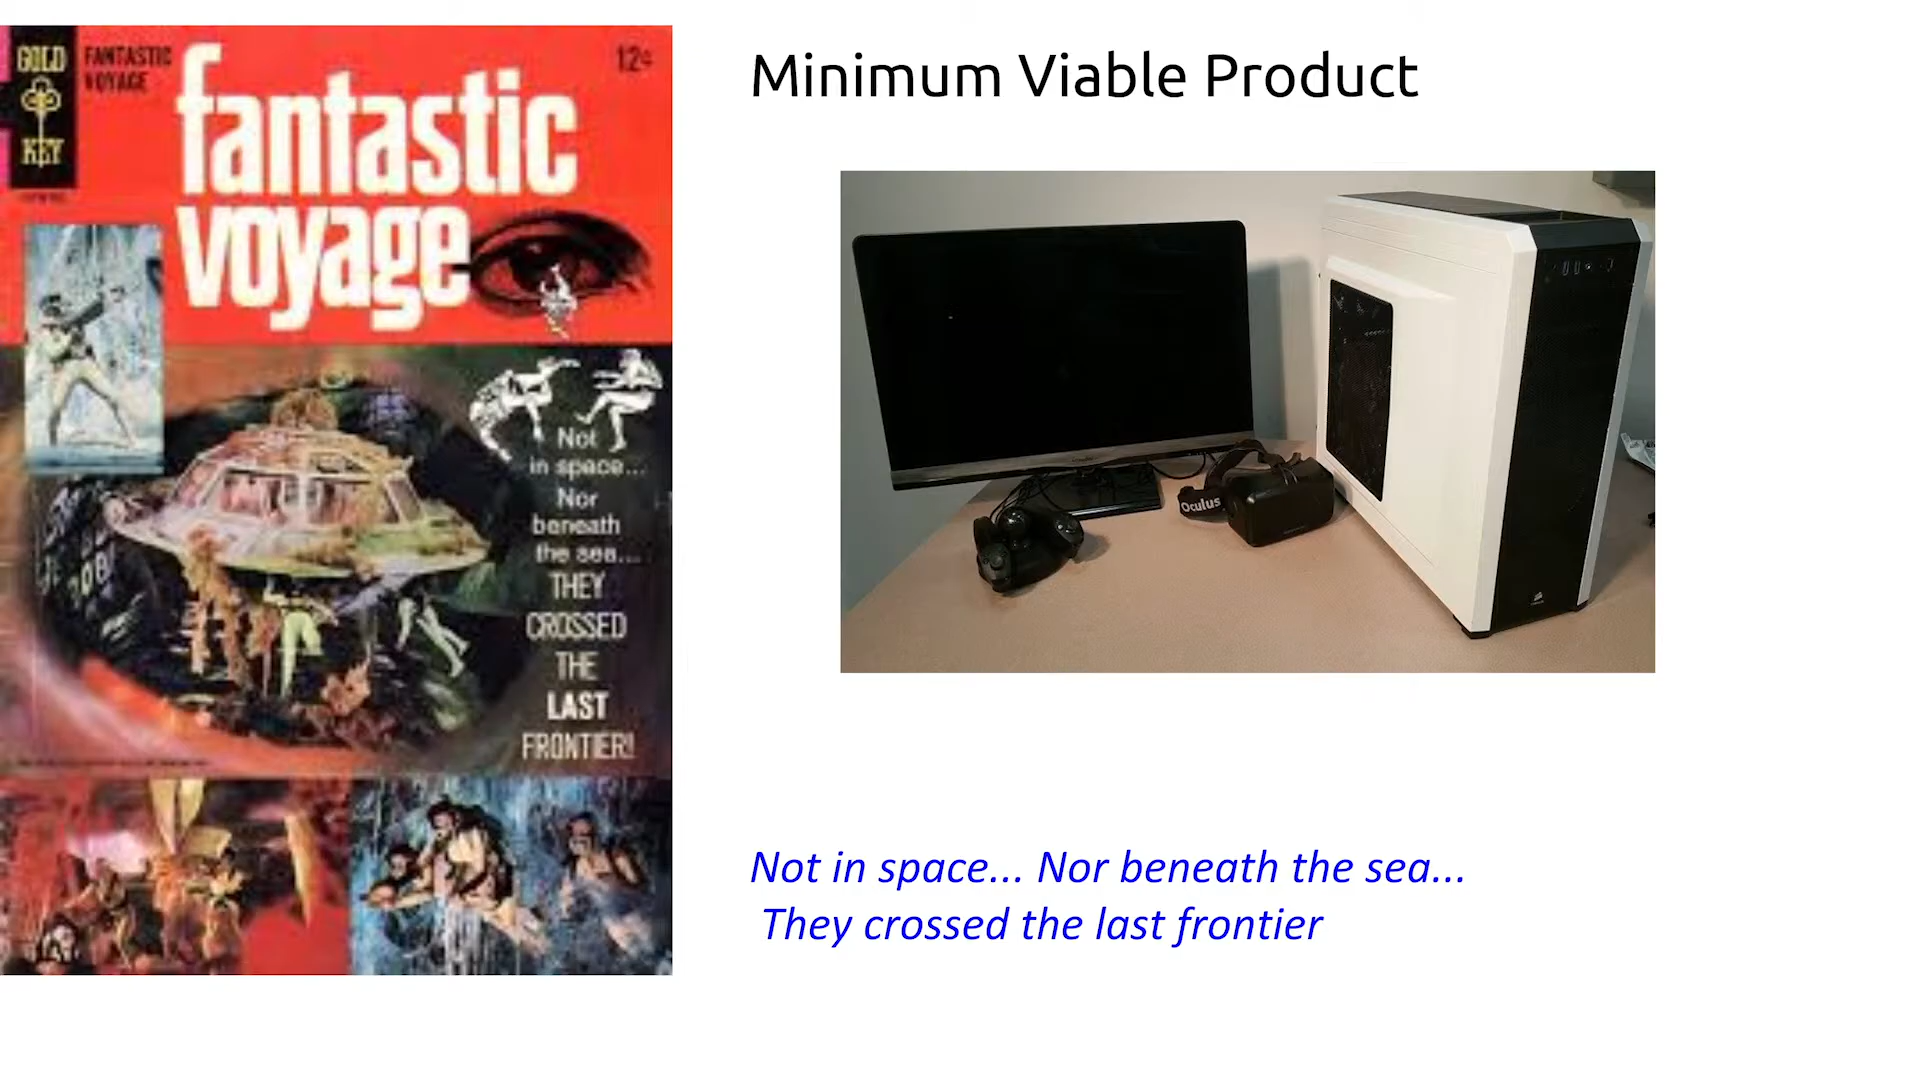 GOLD
KEY
FANTASTIC
VOYAGE
fantastic
voyage
12¢
Not
in space...
Nor
beneath
the sea...
THEY
CROSSED
THE
LAST
FRONTIER!!
Minimum Viable Product
Oculus
Not in space... Nor beneath the sea...
They crossed the last frontier